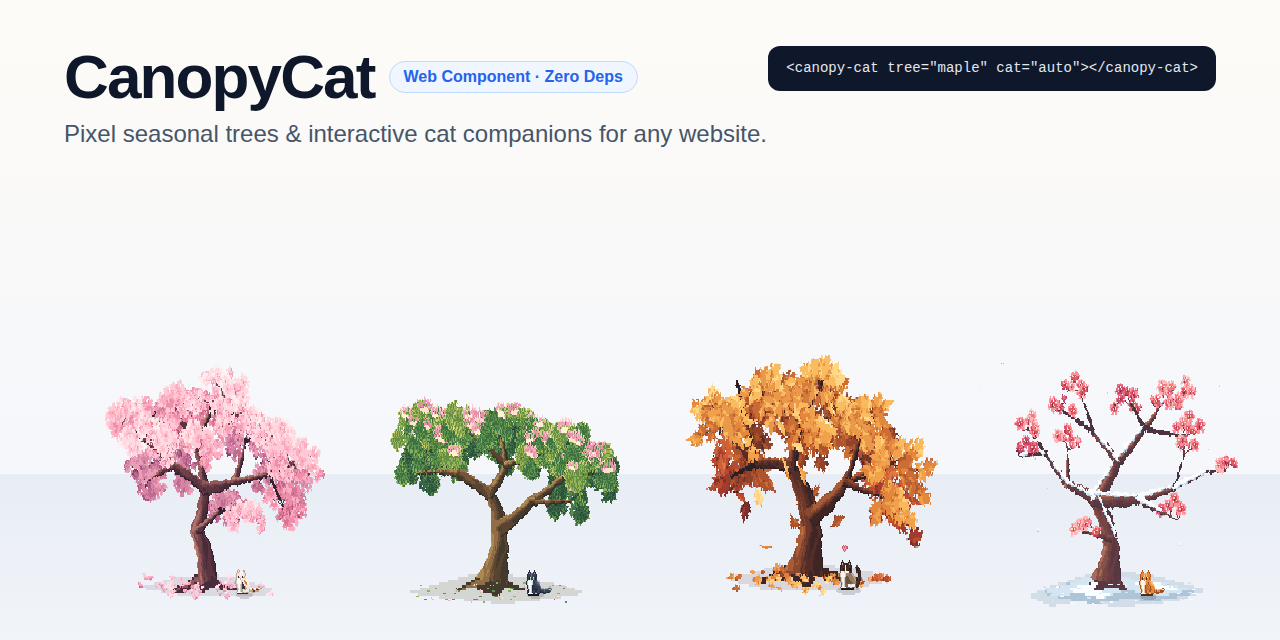 CanopyCat
Web Component · Zero Deps
<canopy-cat tree="maple" cat="auto"></canopy-cat>
Pixel seasonal trees & interactive cat companions for any website.